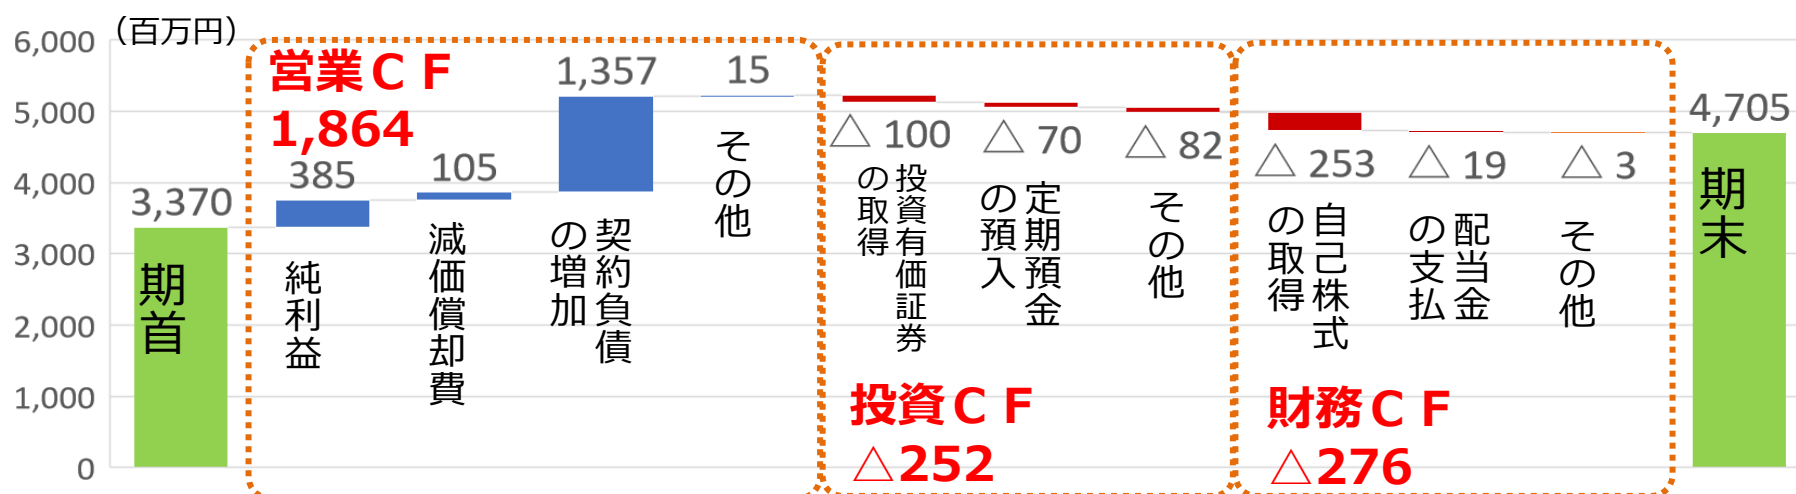 (百万円)
6,000
5,000
4,000
3,000
2,000
1,000
0
3,370
期首
営業CF
1,864
385
純利益
105
減価償却費
1,357
契約負債
の増加
15
その他
△ 100
投資有価証券
の取得
△ 70
定期預金
の預入
△ 82
その他
投資CF
△252
△ 253
自己株式
の取得
△ 19
配当金
の支払
△ 3
その他
財務CF
△276
4,705
期末